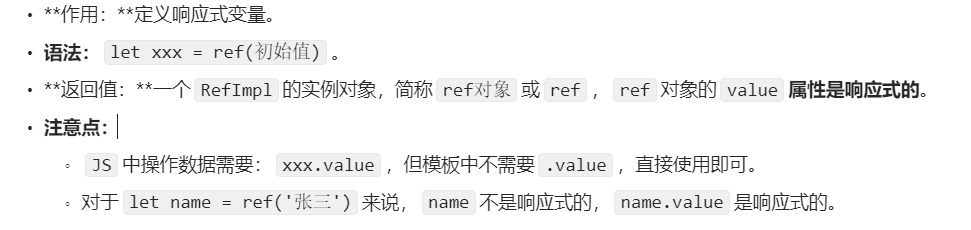 • **作用：**定义响应式变量。
• 语法： let xxx = ref(初始值) 。
• **返回值：**一个 RefImpl 的实例对象，简称 ref对象 或 ref ， ref 对象的 value 属性是响应式的。
• 注意点：
◦ JS 中操作数据需要： xxx.value ，但模板中不需要 .value ，直接使用即可。
◦ 对于 let name = ref('张三') 来说， name 不是响应式的， name.value 是响应式的。